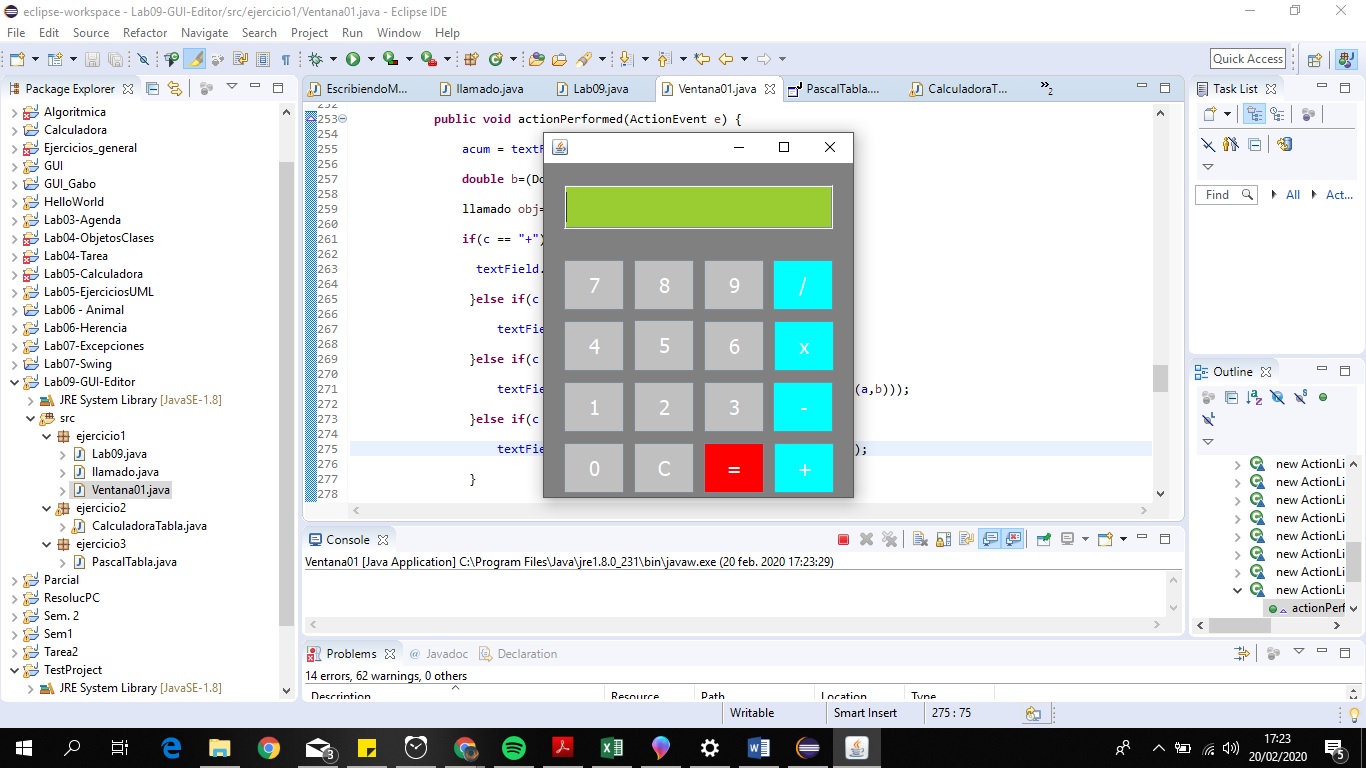 eclipse-workspace - Lab09-GUI-Editor/src/ejercicio1/Ventana01.java - Eclipse IDE
File Edit Source Refactor Navigate Search Project Run Window Help
Quick Access
Package Explorer
Algoritmica
Calculadora
Ejercicios_general
GUI
GUI_Gabo
HelloWorld
Lab03-Agenda
Lab04-ObjetosClases
Lab04-Tarea
Lab05-Calculadora
Lab05-EjerciciosUML
Lab06 - Animal
Lab06-Herencia
Lab07-Excepciones
Lab07-Swing
Lab09-GUI-Editor
JRE System Library [JavaSE-1.8]
src
ejercicio1
Lab09.java
llamado.java
Ventana01.java
ejercicio2
CalculadoraTabla.java
ejercicio3
PascalTabla.java
Parcial
ResolucPC
Sem. 2
Sem1
Tarea2
TestProject
JRE System Library [JavaSE-1.8]
EscribiendoM... llamado.java Lab09.java Ventana01.java PascalTabla.... CalculadoraT... »2
252
253 public void actionPerformed(ActionEvent e) {
254
255 acum = textF
256
257 double b=(Do
258
259 llamado obj=
260
261 if(c == "+")
262
263 textField.
264
265 }else if(c
266
267 textFie
268
269 }else if(c
270
271 textFie (a,b)));
272
273 }else if(c
274
275 textFie );
276
277 }
278
7 8 9 /
4 5 6 x
1 2 3 -
0 C = +
Console
Ventana01 [Java Application] C:\Program Files\Java\jre1.8.0_231\bin\javaw.exe (20 feb. 2020 17:23:29)
Problems @ Javadoc Declaration
14 errors, 62 warnings, 0 others
Description Resource Path Location Type
Task List
Find All Act...
Outline
new ActionLi
new ActionLi
new ActionLi
new ActionLi
new ActionLi
new ActionLi
new ActionLi
new ActionLi
actionPerf
Writable Smart Insert 275 : 75
3
17:23
20/02/2020
5